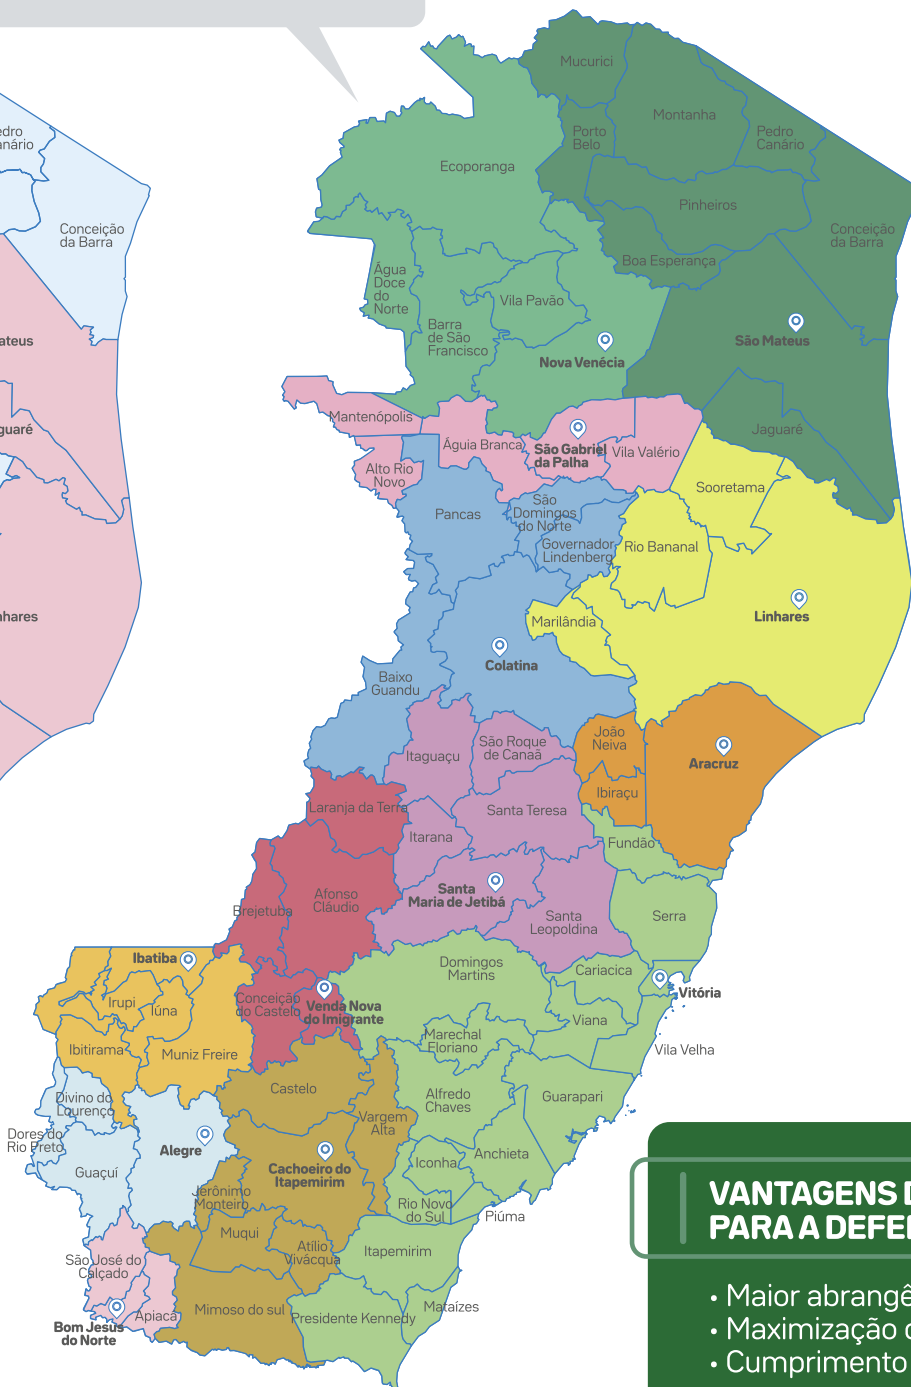 edro
anário
Conceição
da Barra
ateus
guaré
nhares
Mucurici
Montanha
Porto
Belo
Pedro
Canário
Ecoporanga
Pinheiros
Conceição
da Barra
Boa Esperança
Água
Doce
do
Norte
Vila Pavão
Barra
de São
Francisco
Nova Venécia
São Mateus
Mantenópolis
Águia Branca
São Gabriel
da Palha
Vila Valério
Jaguaré
Alto Rio
Novo
Sooretama
Pancas
São
Domingos
do Norte
Governador
Lindenberg
Rio Bananal
Linhares
Marilândia
Colatina
Baixo
Guandu
Itaguaçu
São Roque
de Canaã
João
Neiva
Aracruz
Ibiraçu
Laranja da Terra
Santa Teresa
Itarana
Fundão
Afonso
Cláudio
Brejetuba
Santa
Maria de Jetibá
Santa
Leopoldina
Serra
Ibatiba
Domingos
Martins
Cariacica
Vitória
Conceição
do Castelo
Venda Nova
do Imigrante
Irupi
Iúna
Viana
Ibitirama
Muniz Freire
Marechal
Floriano
Vila Velha
Castelo
Divino do
Lourenço
Alfredo
Chaves
Guarapari
Vargem
Alta
Dores do
Rio Preto
Alegre
Guaçuí
Cachoeiro do
Itapemirim
Iconha
Anchieta
Jerônimo
Monteiro
Rio Novo
do Sul
Piúma
Muqui
Atílio
Vivácqua
Itapemirim
São José do
Calçado
Apiacá
Bom Jesus
do Norte
Mimoso do sul
Presidente Kennedy
Mataízes
VANTAGENS D
PARA A DEFE
• Maior abrangê
• Maximização
• Cumprimento